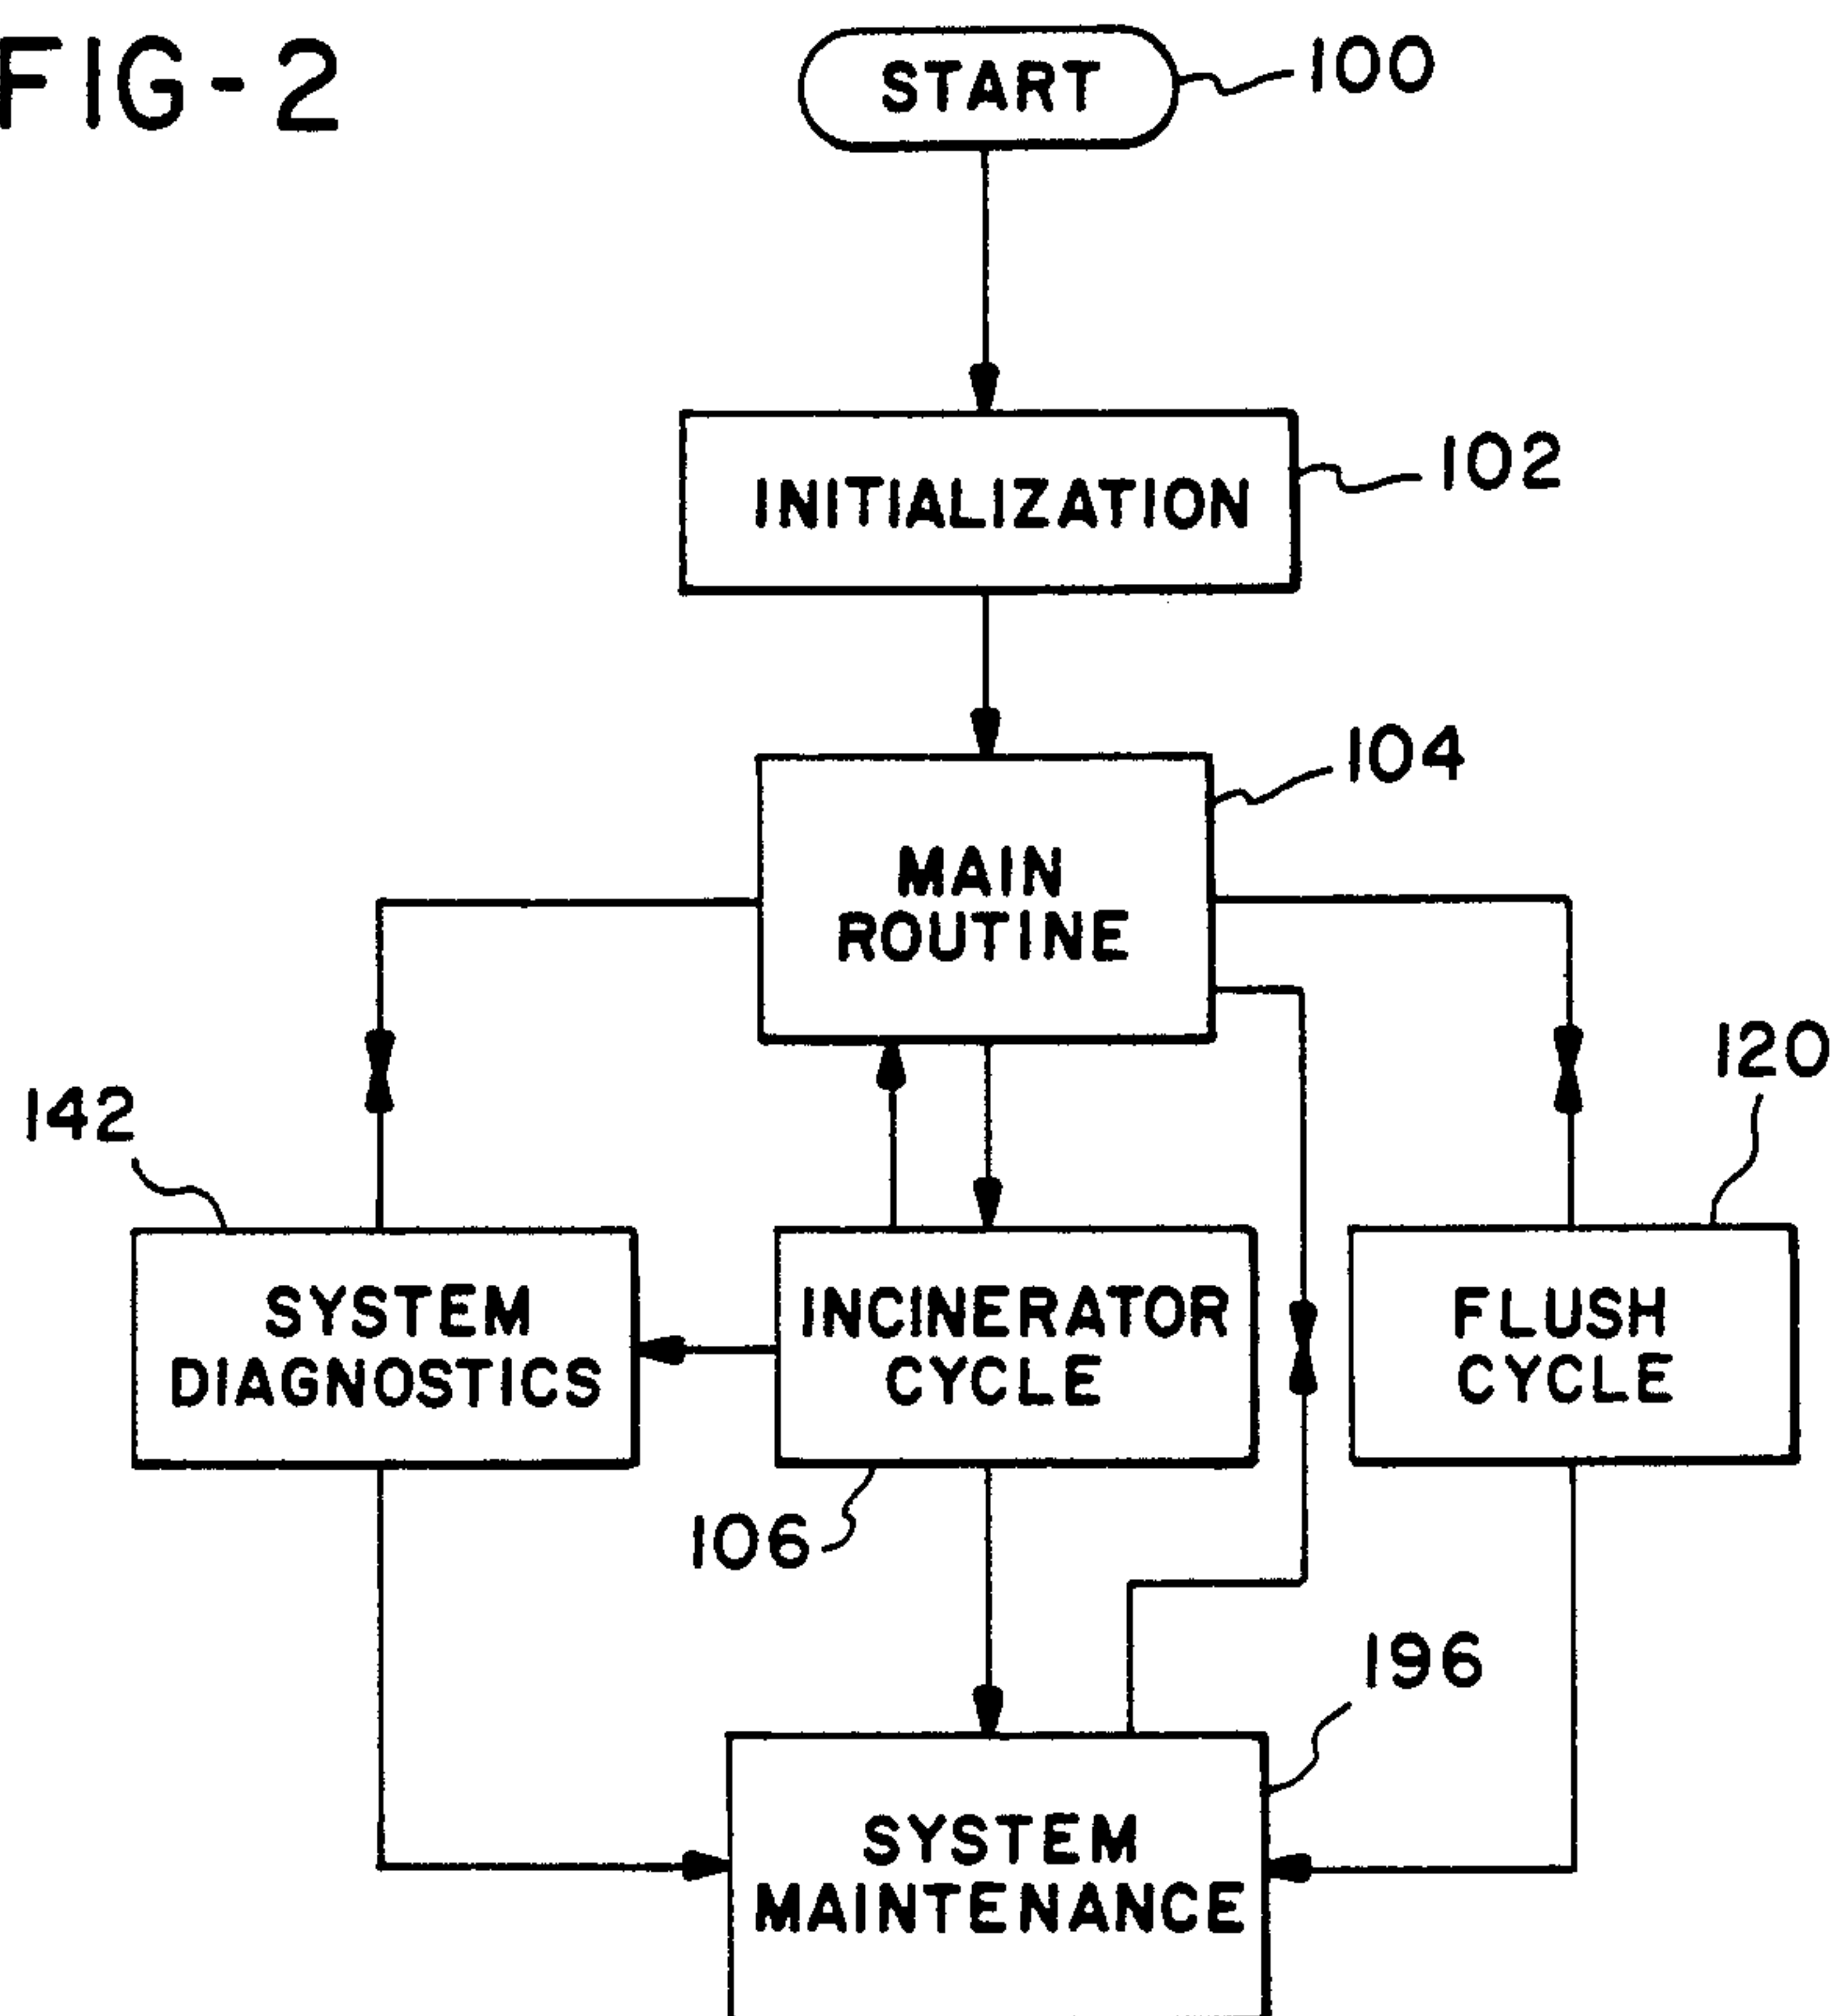 FIG-2
START
100
INITIALIZATION
102
MAIN
ROUTINE
104
142
120
SYSTEM
DIAGNOSTICS
INCINERATOR
CYCLE
FLUSH
CYCLE
106
196
SYSTEM
MAINTENANCE